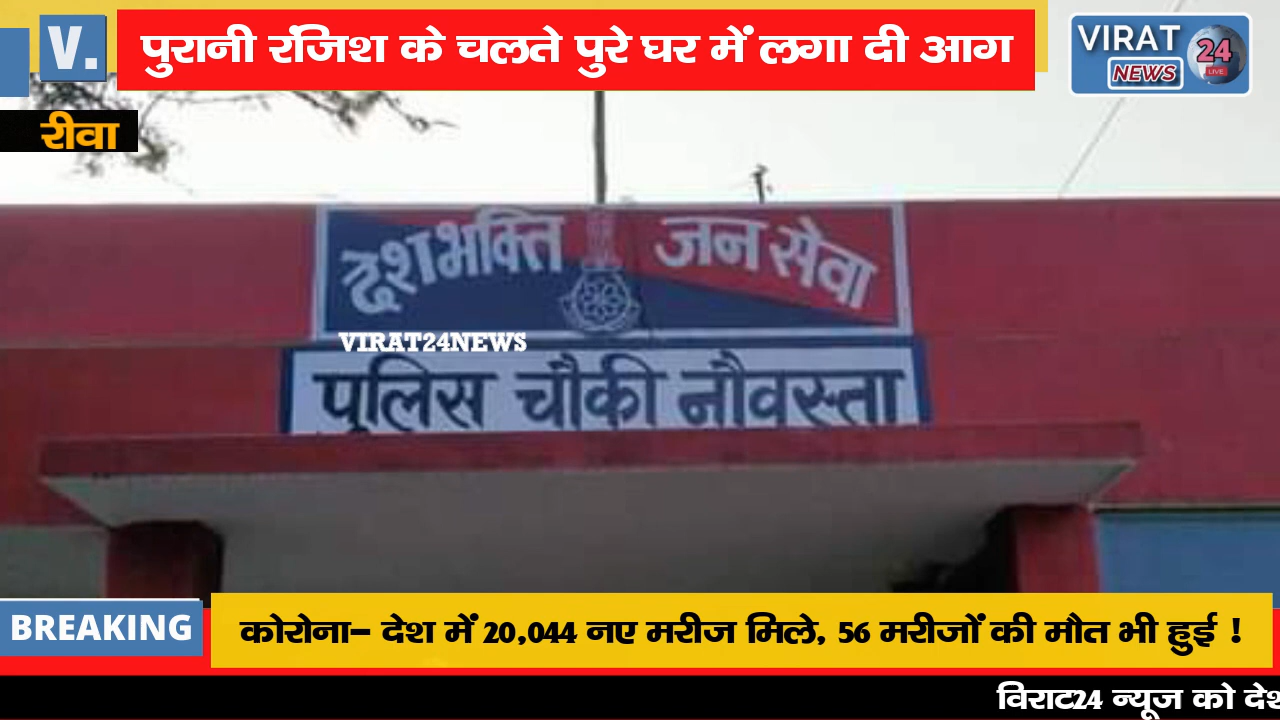 V.
पुरानी रंजिश के चलते पुरे घर में लगा दी आग
VIRAT
NEWS
24
LIVE
रीवा
देशभक्ति जन सेवा
VIRAT24NEWS
पुलिस चौकी नौवस्ता
BREAKING
कोरोना- देश में 20,044 नए मरीज मिले, 56 मरीजों की मौत भी हुई !
विराट24 न्यूज को